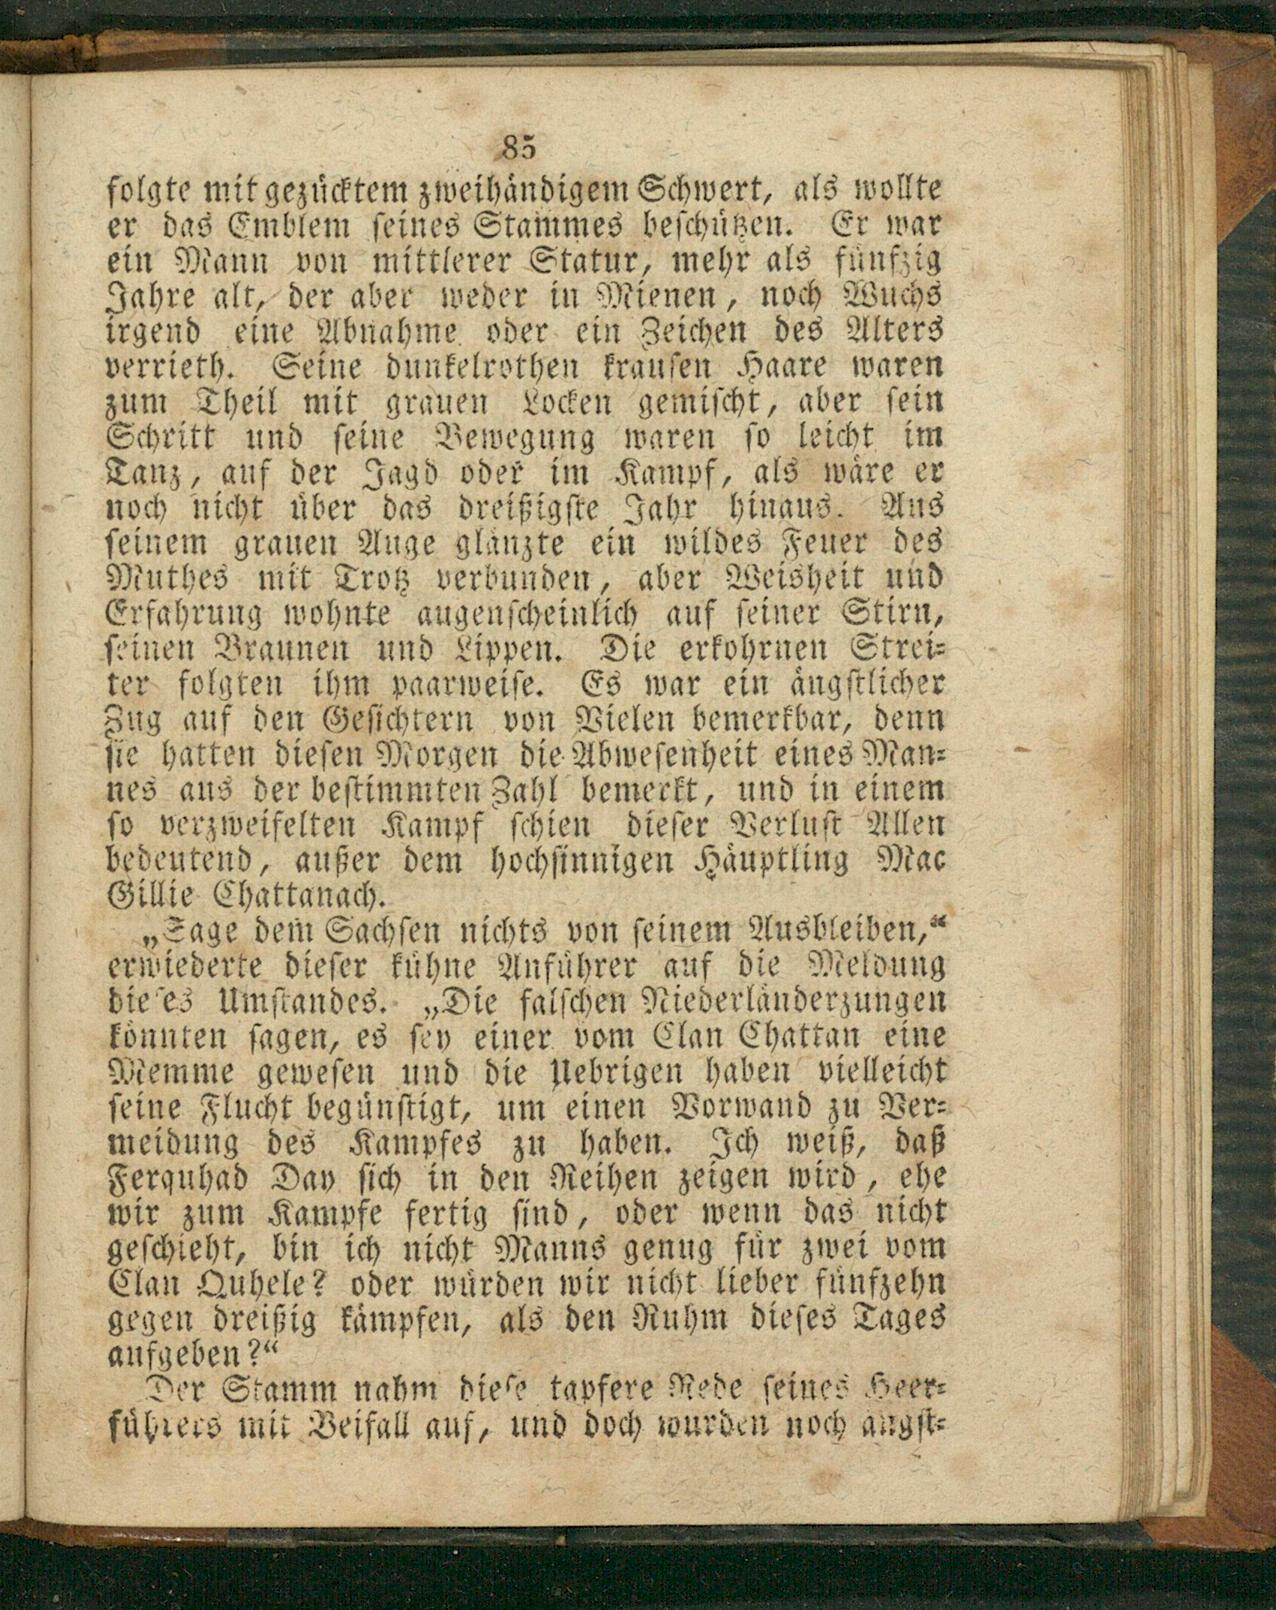 85
folgte mit gezücktem zweihändigem Schwert, als wollte
er das Emblem seines Stammes beschützen. Er war
ein Mann von mittlerer Statur, mehr als fünfzig
Jahre alt, der aber weder in Mienen, noch Wuchs
irgend eine Abnahme oder ein Zeichen des Alters
verrieth. Seine dunkelrothen krausen Haare waren
zum Theil mit grauen Locken gemischt, aber sein
Schritt und seine Bewegung waren so leicht im
Tanz, auf der Jagd oder im Kampf, als wäre er
noch nicht über das dreißigste Jahr hinaus. Aus
seinem grauen Auge glänzte ein wildes Feuer des
Muthes mit Trotz verbunden, aber Weisheit und
Erfahrung wohnte augenscheinlich auf seiner Stirn,
seinen Braunen und Lippen. Die erkohrnen Strei-
ter folgten ihm paarweise. Es war ein ängstlicher
Zug auf den Gesichtern von Vielen bemerkbar, denn
sie hatten diesen Morgen die Abwesenheit eines Man-
nes aus der bestimmten Zahl bemerkt, und in einem
so verzweifelten Kampf schien dieser Verlust Allen
bedeutend, außer dem hochsinnigen Häuptling Mac
Gillie Chattanach.
„Sage dem Sachsen nichts von seinem Ausbleiben,“
erwiederte dieser kühne Anführer auf die Meldung
dieses Umstandes. „Die falschen Niederländerzungen
könnten sagen, es sey einer vom Clan Chattan eine
Memme gewesen und die Uebrigen haben vielleicht
seine Flucht begünstigt, um einen Vorwand zu Ver-
meidung des Kampfes zu haben. Ich weiß, daß
Ferquhad Day sich in den Reihen zeigen wird, ehe
wir zum Kampfe fertig sind, oder wenn das nicht
geschieht, bin ich nicht Manns genug für zwei vom
Clan Quhele? oder würden wir nicht lieber fünfzehn
gegen dreißig kämpfen, als den Ruhm dieses Tages
aufgeben?“
Der Stamm nahm diese tapfere Rede seines Heer-
führers mit Beifall auf, und doch wurden noch ängst-